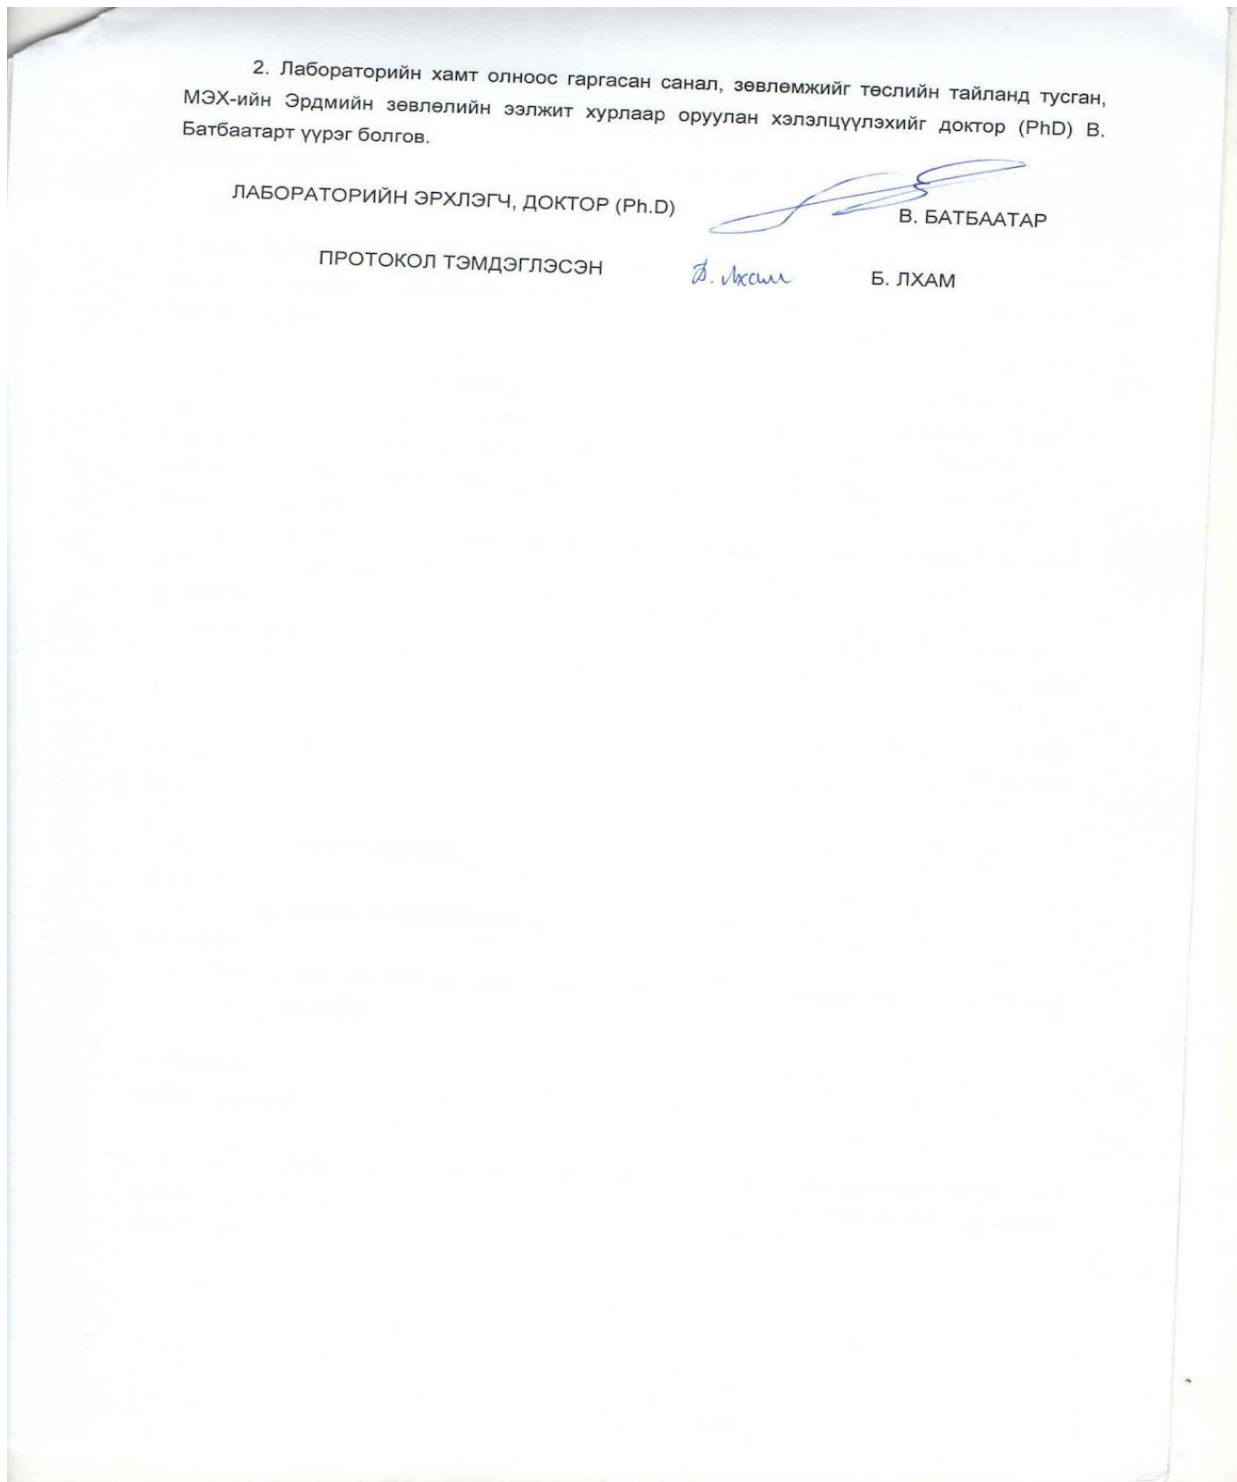 2. Лабораторийн хамт олноос гаргасан санал, зөвлөмжийг төслийн тайланд тусган,
МЭХ-ийн Эрдмийн зөвлөлийн ээлжит хурлаар оруулан хэлэлцүүлэхийг доктор (PhD) В.
Батбаатарт үүрэг болгов.
ЛАБОРАТОРИЙН ЭРХЛЭГЧ, ДОКТОР (Ph.D) В. БАТБААТАР
ПРОТОКОЛ ТЭМДЭГЛЭСЭН Б. Лхам Б. ЛХАМ